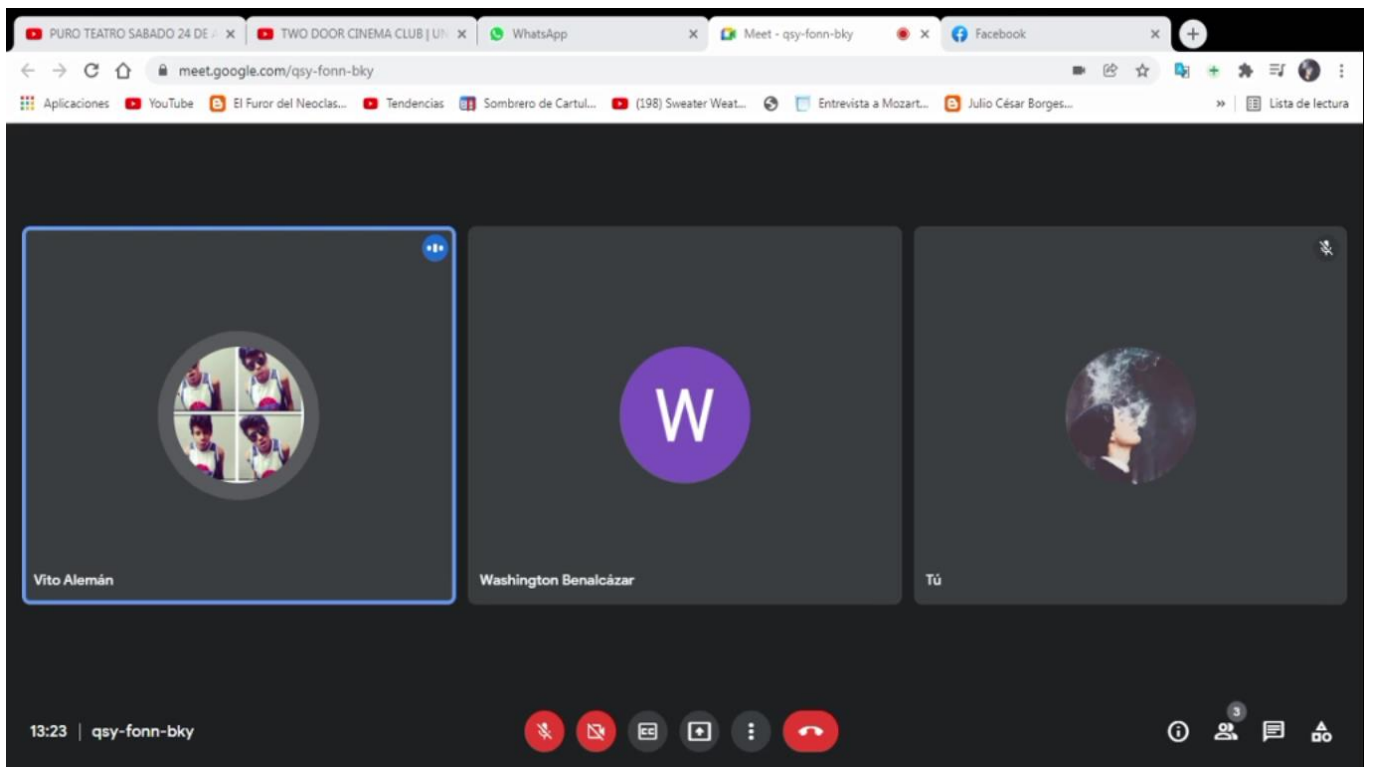 PURO TEATRO SABADO 24 DE A
TWO DOOR CINEMA CLUB | UN
WhatsApp
Meet - qsy-fonn-bky
Facebook
meet.google.com/qsy-fonn-bky
Aplicaciones
YouTube
El Furor del Neoclas...
Tendencias
Sombrero de Cartul...
(198) Sweater Weat...
Entrevista a Mozart...
Julio César Borges...
»
Lista de lectura
W
Vito Alemán
Washington Benalcázar
Tú
13:23 | qsy-fonn-bky
CC
3